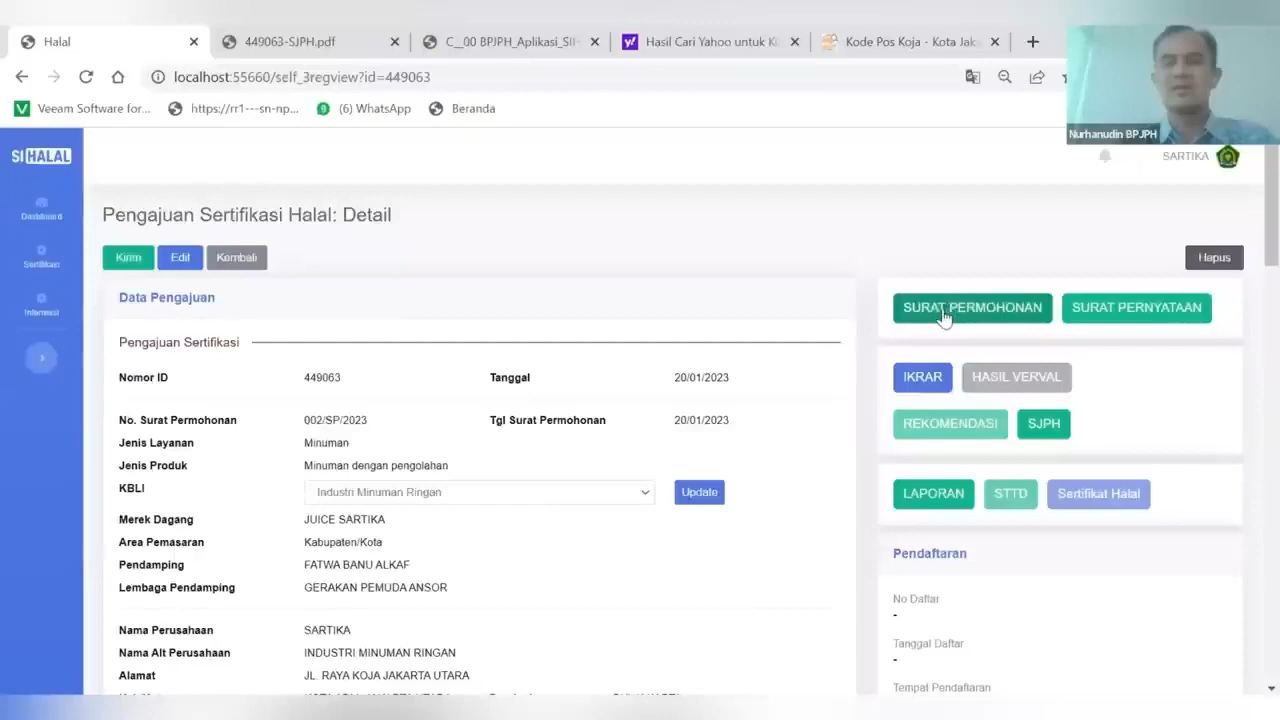 Halal
449063-SJPH.pdf
C__00 BPJPH_Aplikasi_SIH
Hasil Cari Yahoo untuk K
Kode Pos Koja - Kota Jak
localhost:55660/self_3regview?id=449063
Veeam Software for...
https://rr1---sn-np...
(6) WhatsApp
Beranda
Nurhanudin BPJPH
SIHALAL
SARTIKA
Dashboard
Sertifikasi
Informasi
Pengajuan Sertifikasi Halal: Detail
Kirim Edit Kembali Hapus
Data Pengajuan
Pengajuan Sertifikasi
Nomor ID 449063 Tanggal 20/01/2023
No. Surat Permohonan 002/SP/2023 Tgl Surat Permohonan 20/01/2023
Jenis Layanan Minuman
Jenis Produk Minuman dengan pengolahan
KBLI Industri Minuman Ringan Update
Merek Dagang JUICE SARTIKA
Area Pemasaran Kabupaten/Kota
Pendamping FATWA BANU ALKAF
Lembaga Pendamping GERAKAN PEMUDA ANSOR
Nama Perusahaan SARTIKA
Nama Alt Perusahaan INDUSTRI MINUMAN RINGAN
Alamat JL. RAYA KOJA JAKARTA UTARA
SURAT PERMOHONAN SURAT PERNYATAAN
IKRAR HASIL VERVAL
REKOMENDASI SJPH
LAPORAN STTD Sertifikat Halal
Pendaftaran
No Daftar
-
Tanggal Daftar
-
Tempat Pendaftaran